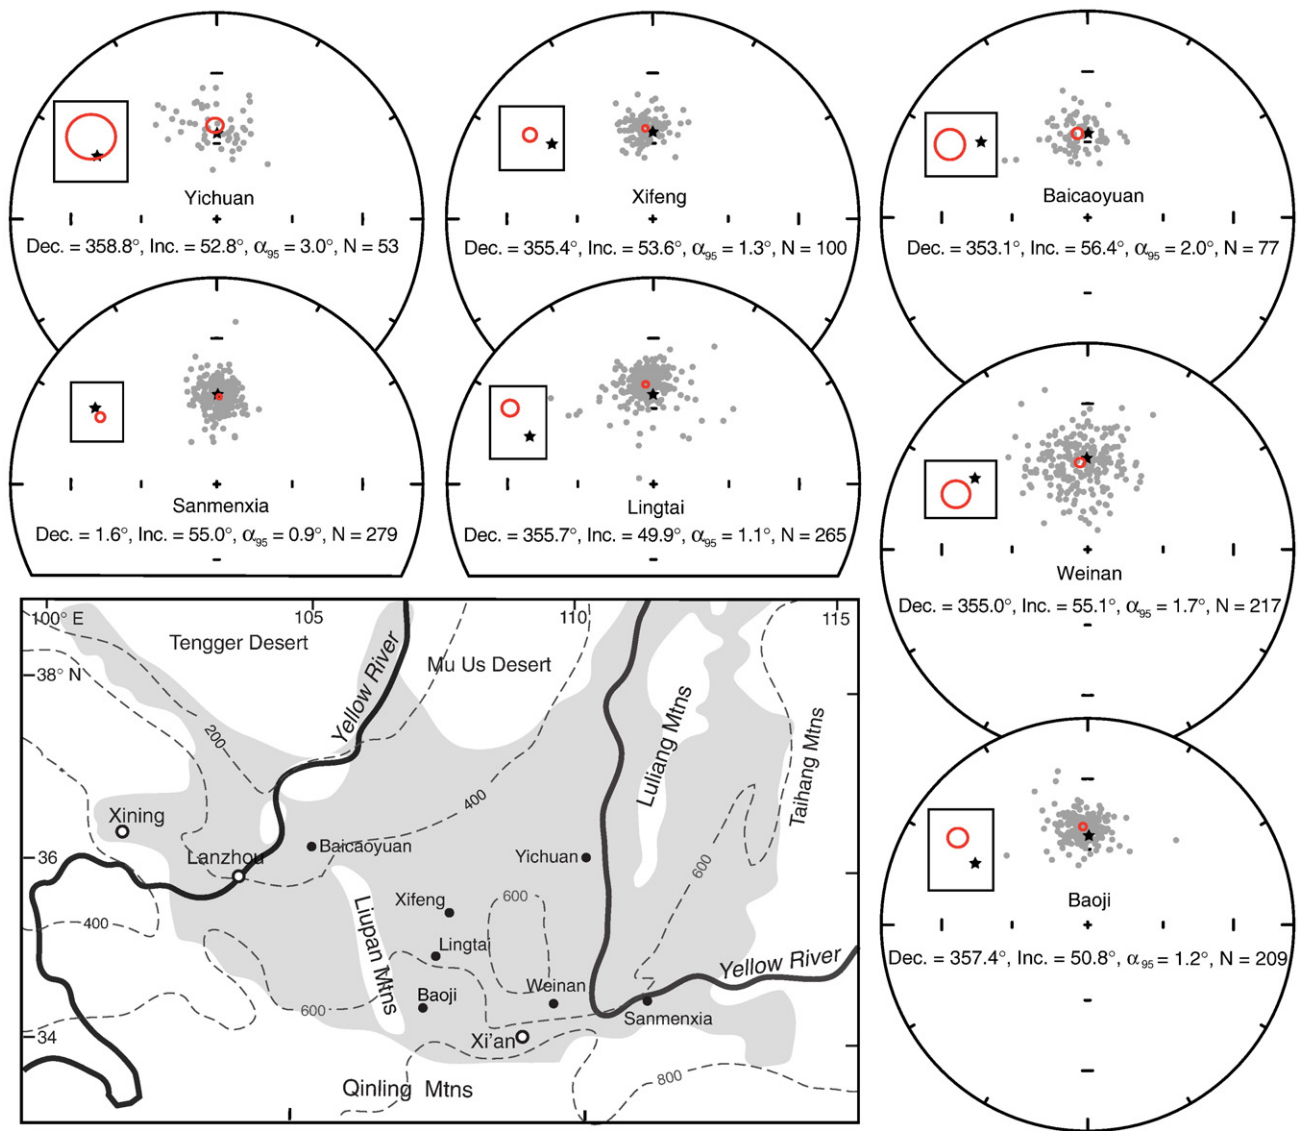 Yichuan
Dec. = 358.8°, Inc. = 52.8°, α95 = 3.0°, N = 53
Xifeng
Dec. = 355.4°, Inc. = 53.6°, α95 = 1.3°, N = 100
Baicaoyuan
Dec. = 353.1°, Inc. = 56.4°, α95 = 2.0°, N = 77
Sanmenxia
Dec. = 1.6°, Inc. = 55.0°, α95 = 0.9°, N = 279
Lingtai
Dec. = 355.7°, Inc. = 49.9°, α95 = 1.1°, N = 265
Weinan
Dec. = 355.0°, Inc. = 55.1°, α95 = 1.7°, N = 217
Baoji
Dec. = 357.4°, Inc. = 50.8°, α95 = 1.2°, N = 209
100° E
105
110
115
Tengger Desert
Mu Us Desert
38° N
Yellow River
Luliang Mtns
Taihang Mtns
200
400
Xining
Lanzhou
Baicaoyuan
Yichuan
36
600
Xifeng
600
Liupan Mtns
400
Lingtai
Yellow River
Baoji
Weinan
600
Sanmenxia
34
Xi'an
800
Qinling Mtns